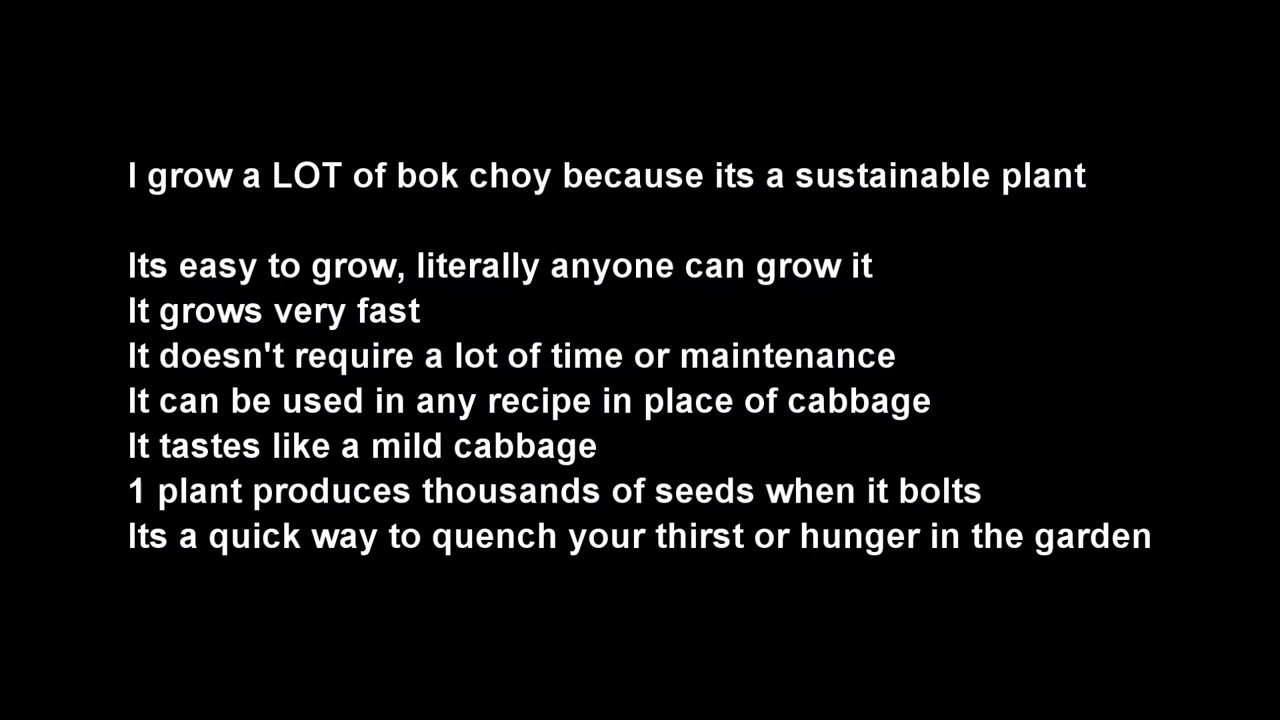 I grow a LOT of bok choy because its a sustainable plant
Its easy to grow, literally anyone can grow it
It grows very fast
It doesn't require a lot of time or maintenance
It can be used in any recipe in place of cabbage
It tastes like a mild cabbage
1 plant produces thousands of seeds when it bolts
Its a quick way to quench your thirst or hunger in the garden